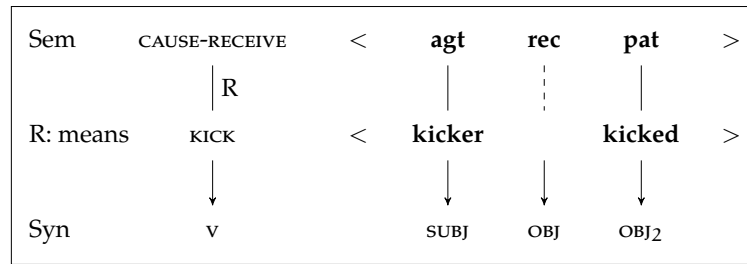 Sem CAUSE-RECEIVE < agt rec pat >
R
R: means KICK < kicker kicked >
Syn V SUBJ OBJ OBJ₂